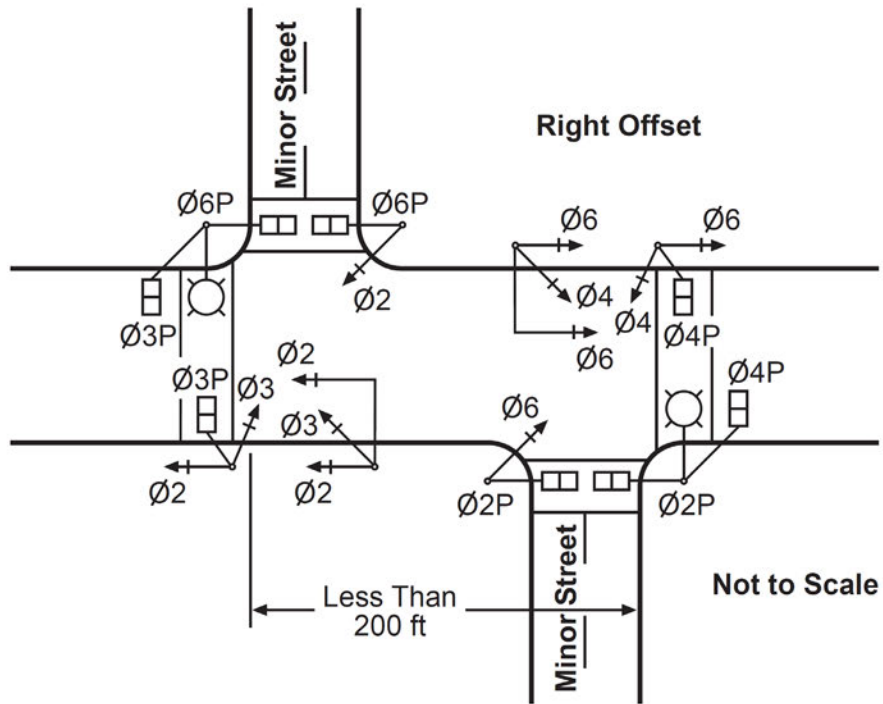 Minor Street
Right Offset
Ø6P
Ø6P
Ø6
Ø6
Ø2
Ø4
Ø4
Ø3P
Ø6
Ø4P
Ø3P
Ø3
Ø2
Ø3
Ø6
Ø4P
Ø2
Ø2
Ø2P
Ø2P
Minor Street
Not to Scale
Less Than
200 ft